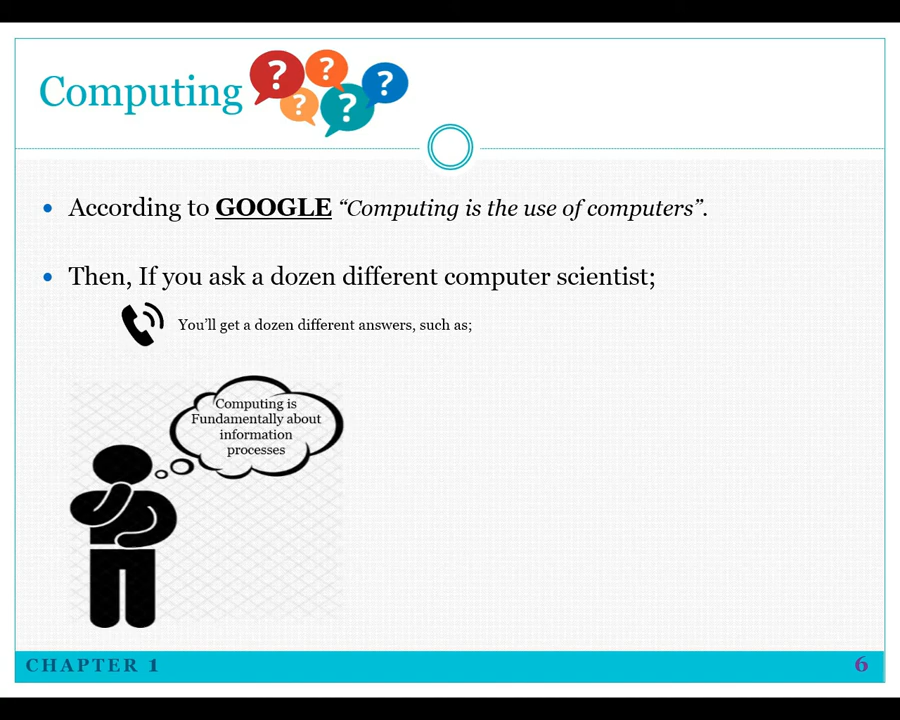 Computing
? ? ? ? ?
According to GOOGLE “Computing is the use of computers”.
Then, If you ask a dozen different computer scientist;
You’ll get a dozen different answers, such as;
Computing is
Fundamentally about
information
processes
CHAPTER 1
6